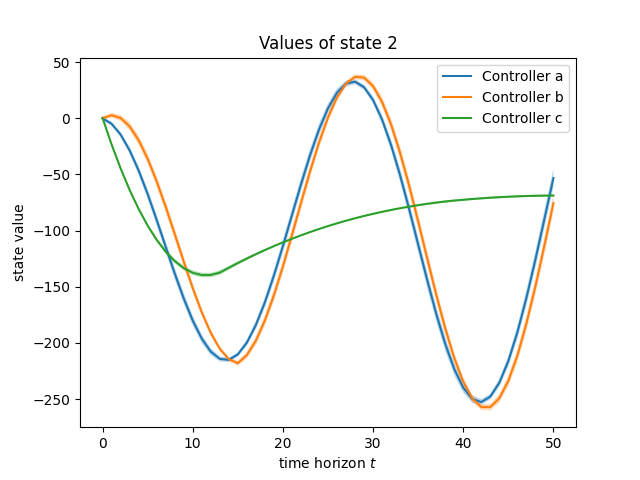 Values of state 2
Controller a
Controller b
Controller c
state value
50
0
−50
−100
−150
−200
−250
0 10 20 30 40 50
time horizon t